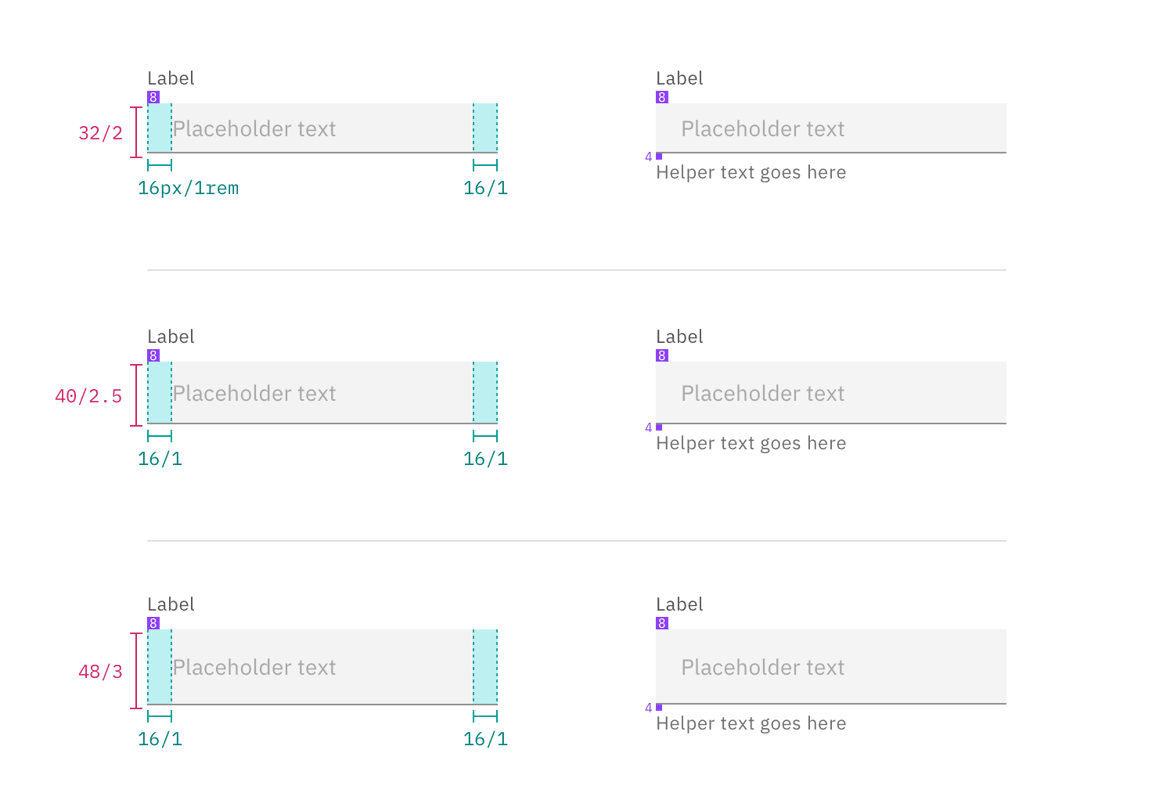 Label
8
32/2
Placeholder text
16px/1rem
16/1
Label
8
Placeholder text
4
Helper text goes here
Label
8
40/2.5
Placeholder text
16/1
16/1
Label
8
Placeholder text
4
Helper text goes here
Label
8
48/3
Placeholder text
16/1
16/1
Label
8
Placeholder text
4
Helper text goes here